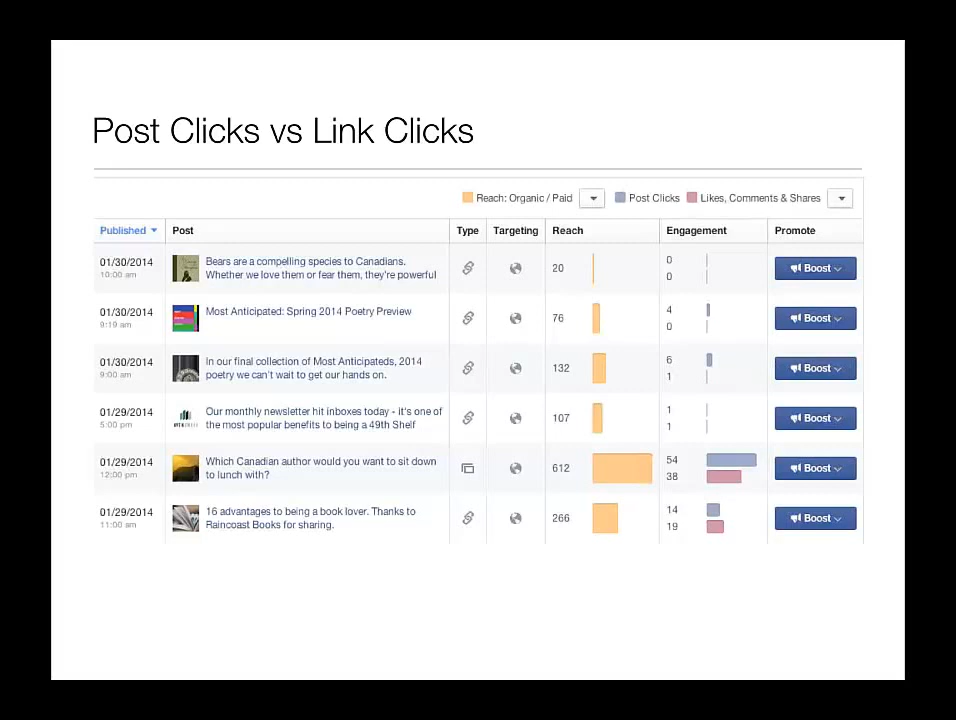 Post Clicks vs Link Clicks
Reach: Organic / Paid Post Clicks Likes, Comments & Shares
Published Post Type Targeting Reach Engagement Promote
01/30/2014
10:00 am
Bears are a compelling species to Canadians.
Whether we love them or fear them, they're powerful
20
0
0
Boost
01/30/2014
9:19 am
Most Anticipated: Spring 2014 Poetry Preview
76
4
0
Boost
01/30/2014
9:00 am
In our final collection of Most Anticipateds, 2014
poetry we can't wait to get our hands on.
132
6
1
Boost
01/29/2014
5:00 pm
Our monthly newsletter hit inboxes today - it's one of
the most popular benefits to being a 49th Shelf
107
1
1
Boost
01/29/2014
12:00 pm
Which Canadian author would you want to sit down
to lunch with?
612
54
38
Boost
01/29/2014
11:00 am
16 advantages to being a book lover. Thanks to
Raincoast Books for sharing.
266
14
19
Boost